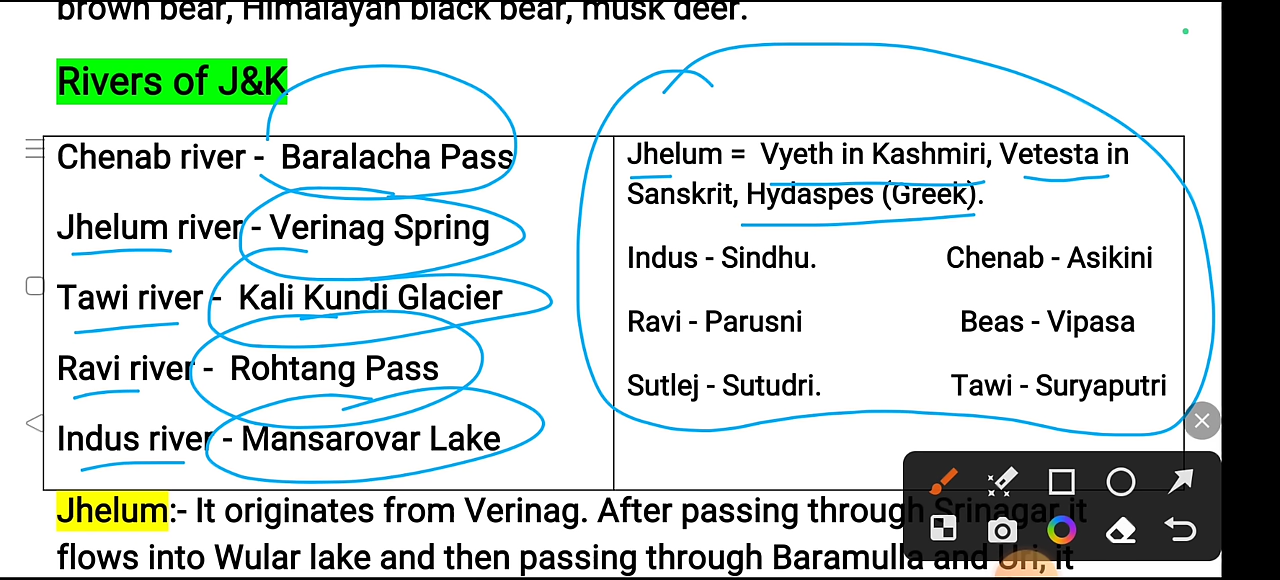 brown bear, Himalayan black bear, musk deer.
Rivers of J&K
Chenab river - Baralacha Pass
Jhelum river - Verinag Spring
Tawi river - Kali Kundi Glacier
Ravi river - Rohtang Pass
Indus river - Mansarovar Lake
Jhelum = Vyeth in Kashmiri, Vetesta in
Sanskrit, Hydaspes (Greek).
Indus - Sindhu. Chenab - Asikini
Ravi - Parusni Beas - Vipasa
Sutlej - Sutudri. Tawi - Suryaputri
Jhelum:- It originates from Verinag. After passing through Srinagar it
flows into Wular lake and then passing through Baramulla and Uri, it